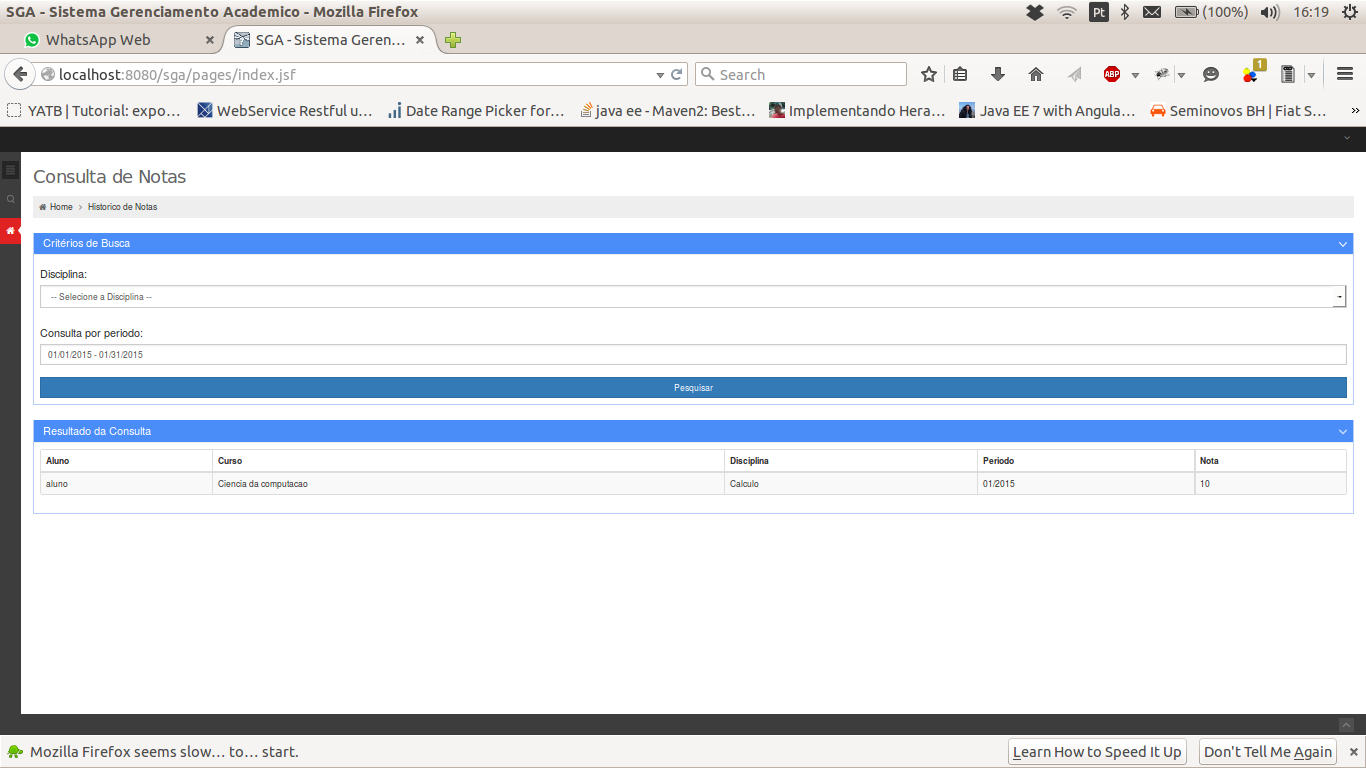 SGA - Sistema Gerenciamento Academico - Mozilla Firefox
Pt (100%) 16:19
WhatsApp Web SGA - Sistema Geren...
localhost:8080/sga/pages/index.jsf Search ABP 1
YATB | Tutorial: expo... WebService Restful u... Date Range Picker for... java ee - Maven2: Best... Implementando Hera... Java EE 7 with Angula... Seminovos BH | Fiat S... »
Consulta de Notas
Home > Historico de Notas
Critérios de Busca
Disciplina:
-- Selecione a Disciplina --
Consulta por periodo:
01/01/2015 - 01/31/2015
Pesquisar
Resultado da Consulta
Aluno Curso Disciplina Periodo Nota
aluno Ciencia da computacao Calculo 01/2015 10
Mozilla Firefox seems slow... to... start. Learn How to Speed It Up Don't Tell Me Again